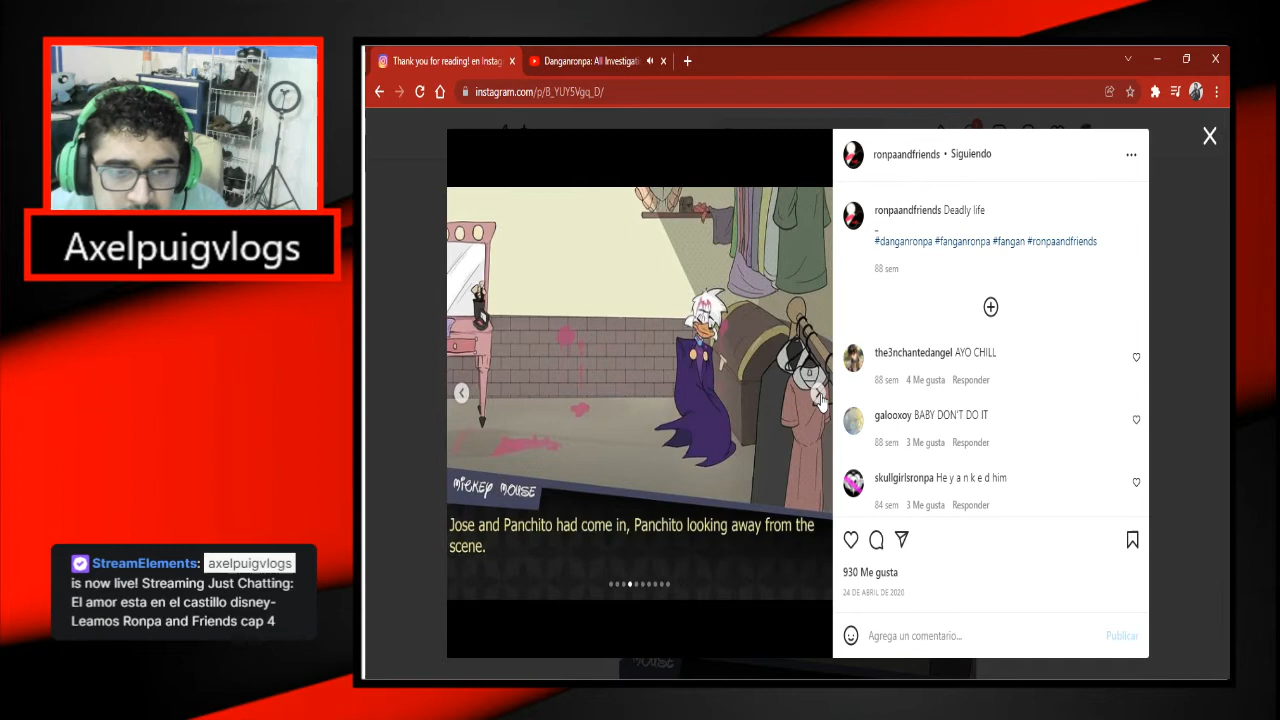 Axelpuigvlogs
StreamElements: axelpuigvlogs
is now live! Streaming Just Chatting:
El amor esta en el castillo disney-
Leamos Ronpa and Friends cap 4
Thank you for reading! en Instag
Danganronpa: All Investigati
instagram.com/p/B_YUY5Vgq_D/
MICKEY MOUSE
Jose and Panchito had come in, Panchito looking away from the
scene.
ronpaandfriends • Siguiendo
ronpaandfriends Deadly life
_
#danganronpa #fanganronpa #fangan #ronpaandfriends
88 sem
the3nchantedangel AYO CHILL
88 sem 4 Me gusta Responder
galooxoy BABY DON'T DO IT
88 sem 3 Me gusta Responder
skullgirlsronpa He y a n k e d him
84 sem 3 Me gusta Responder
930 Me gusta
24 DE ABRIL DE 2020
Agrega un comentario...
Publicar
MOUSE